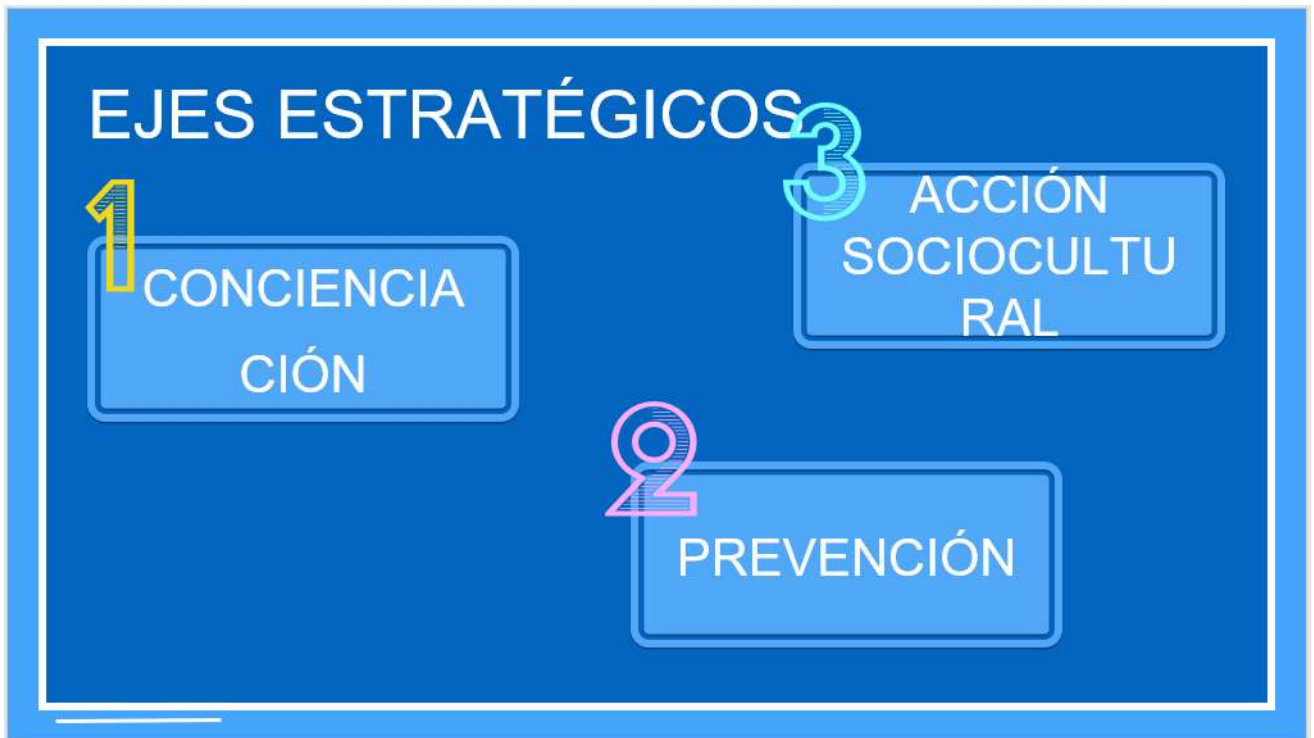 EJES ESTRATÉGICOS
1
CONCIENCIA
CIÓN
2
PREVENCIÓN
3
ACCIÓN
SOCIOCULTU
RAL